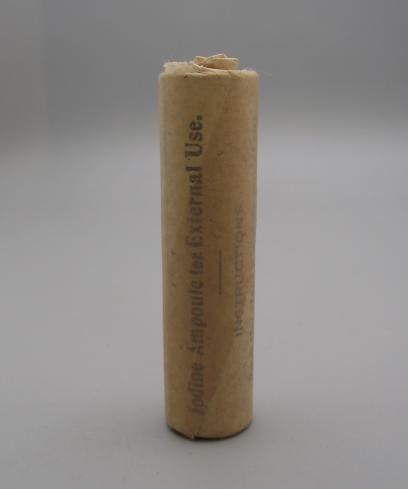 Iodine Ampoule for External Use.
INSTRUCTIONS